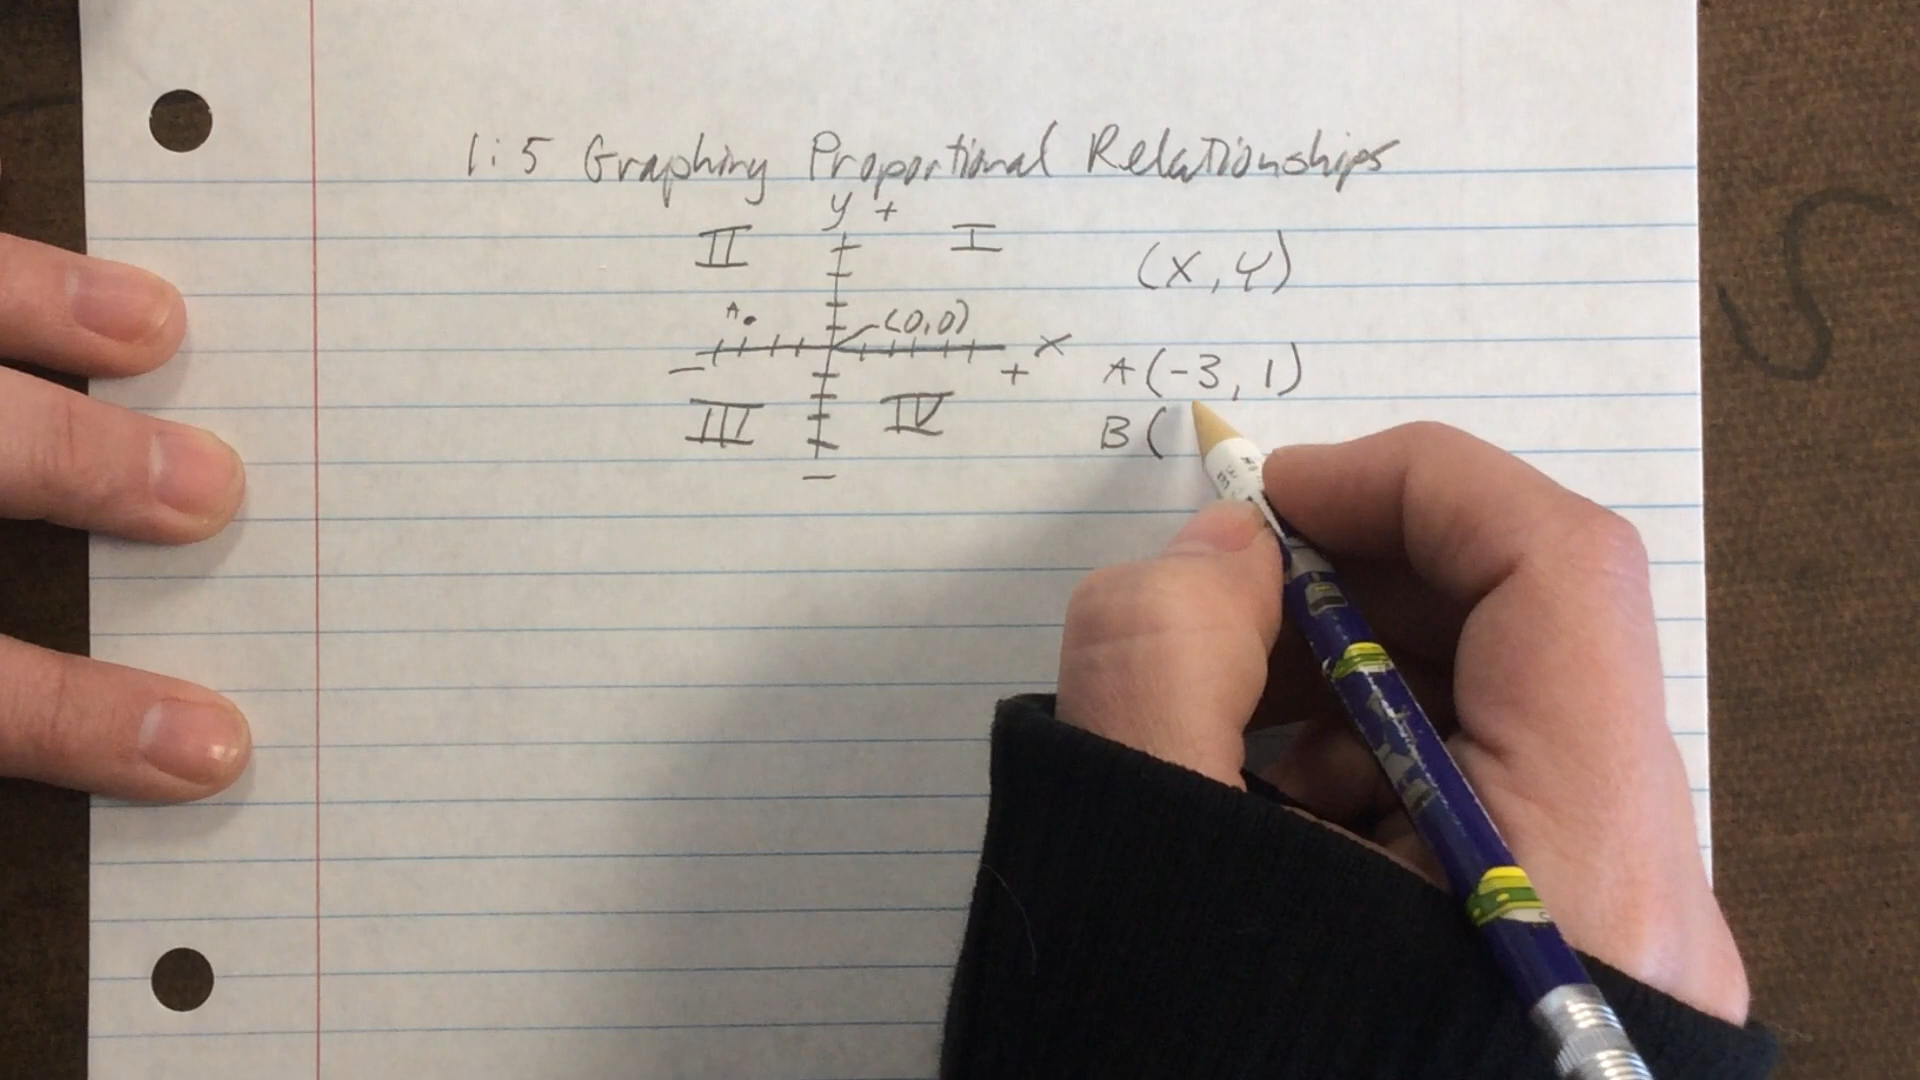 1:5 Graphing Proportional Relationships
y +
II I (X, Y)
A (0,0)
x
− + A (-3, 1)
III IV B (
−